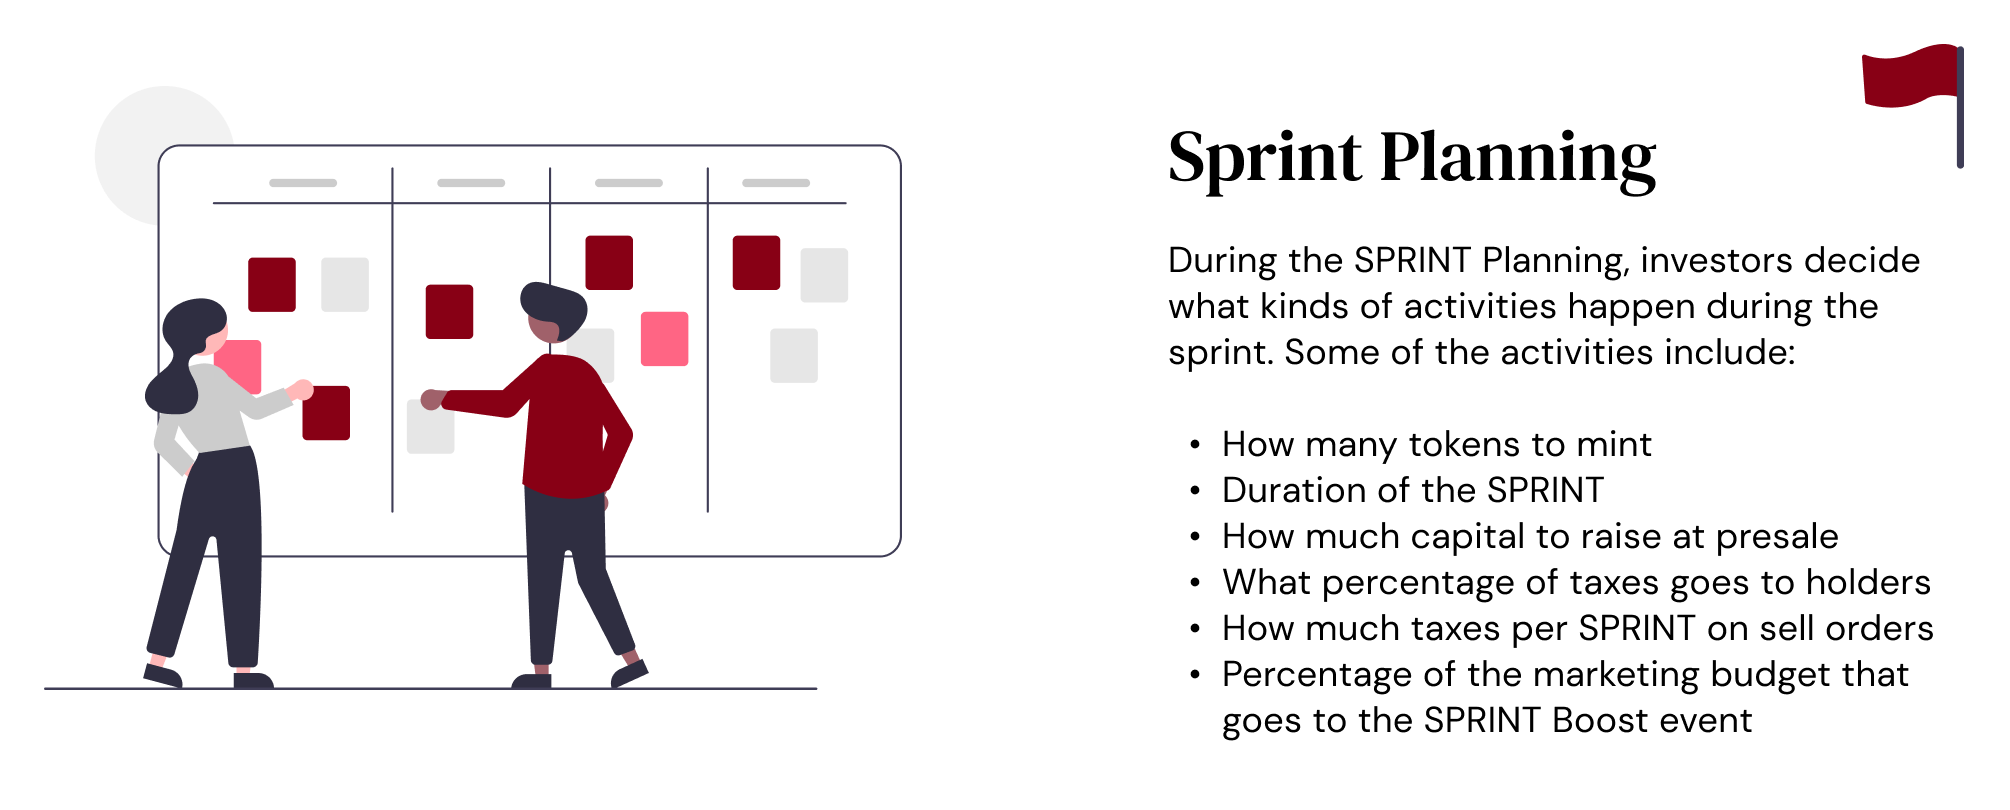 Sprint Planning
During the SPRINT Planning, investors decide
what kinds of activities happen during the
sprint. Some of the activities include:
• How many tokens to mint
• Duration of the SPRINT
• How much capital to raise at presale
• What percentage of taxes goes to holders
• How much taxes per SPRINT on sell orders
• Percentage of the marketing budget that
goes to the SPRINT Boost event